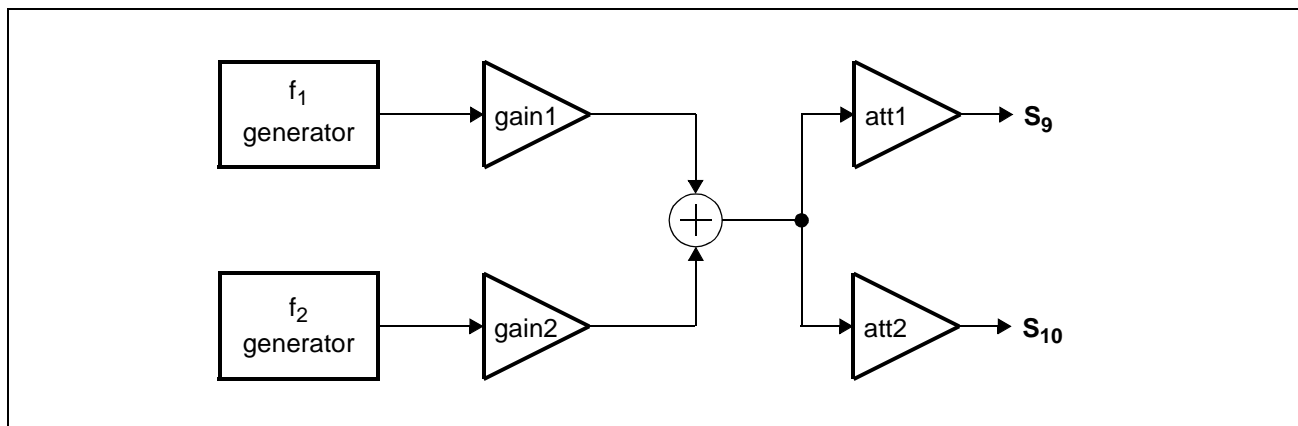 f1
generator
gain1
att1
S9
f2
generator
gain2
att2
S10